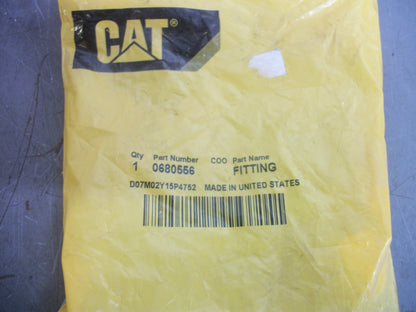 CAT®
Qty Part Number COO Part Name
1 0680556 FITTING
D07M02Y15P4752 MADE IN UNITED STATES